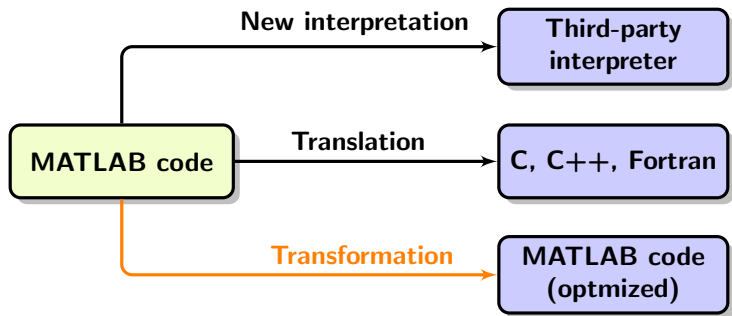 New interpretation
Third-party
interpreter
MATLAB code
Translation
C, C++, Fortran
Transformation
MATLAB code
(optmized)